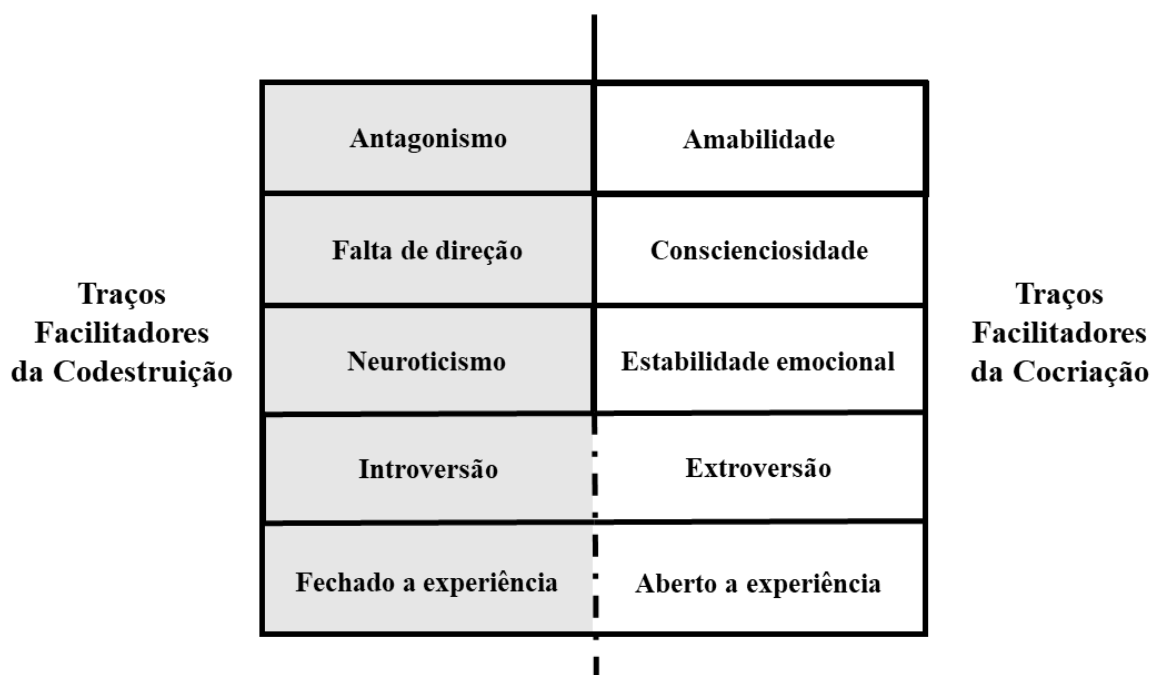 Antagonismo
Amabilidade
Falta de direção
Conscienciosidade
Traços
Facilitadores
da Codestruição
Neuroticismo
Estabilidade emocional
Traços
Facilitadores
da Cocriação
Introversão
Extroversão
Fechado a experiência
Aberto a experiência